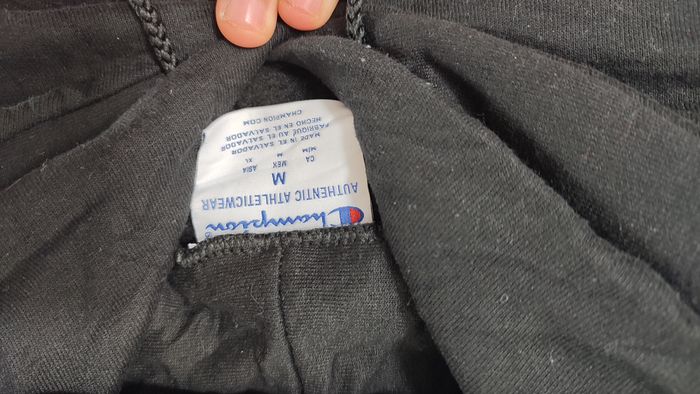 Champion
AUTHENTIC ATHLETICWEAR
M
CA MEX ASIA
M/M M XL
MADE IN EL SALVADOR
FABRIQUÉ AU EL SALVADOR
HECHO EN EL SALVADOR
CHAMPION.COM